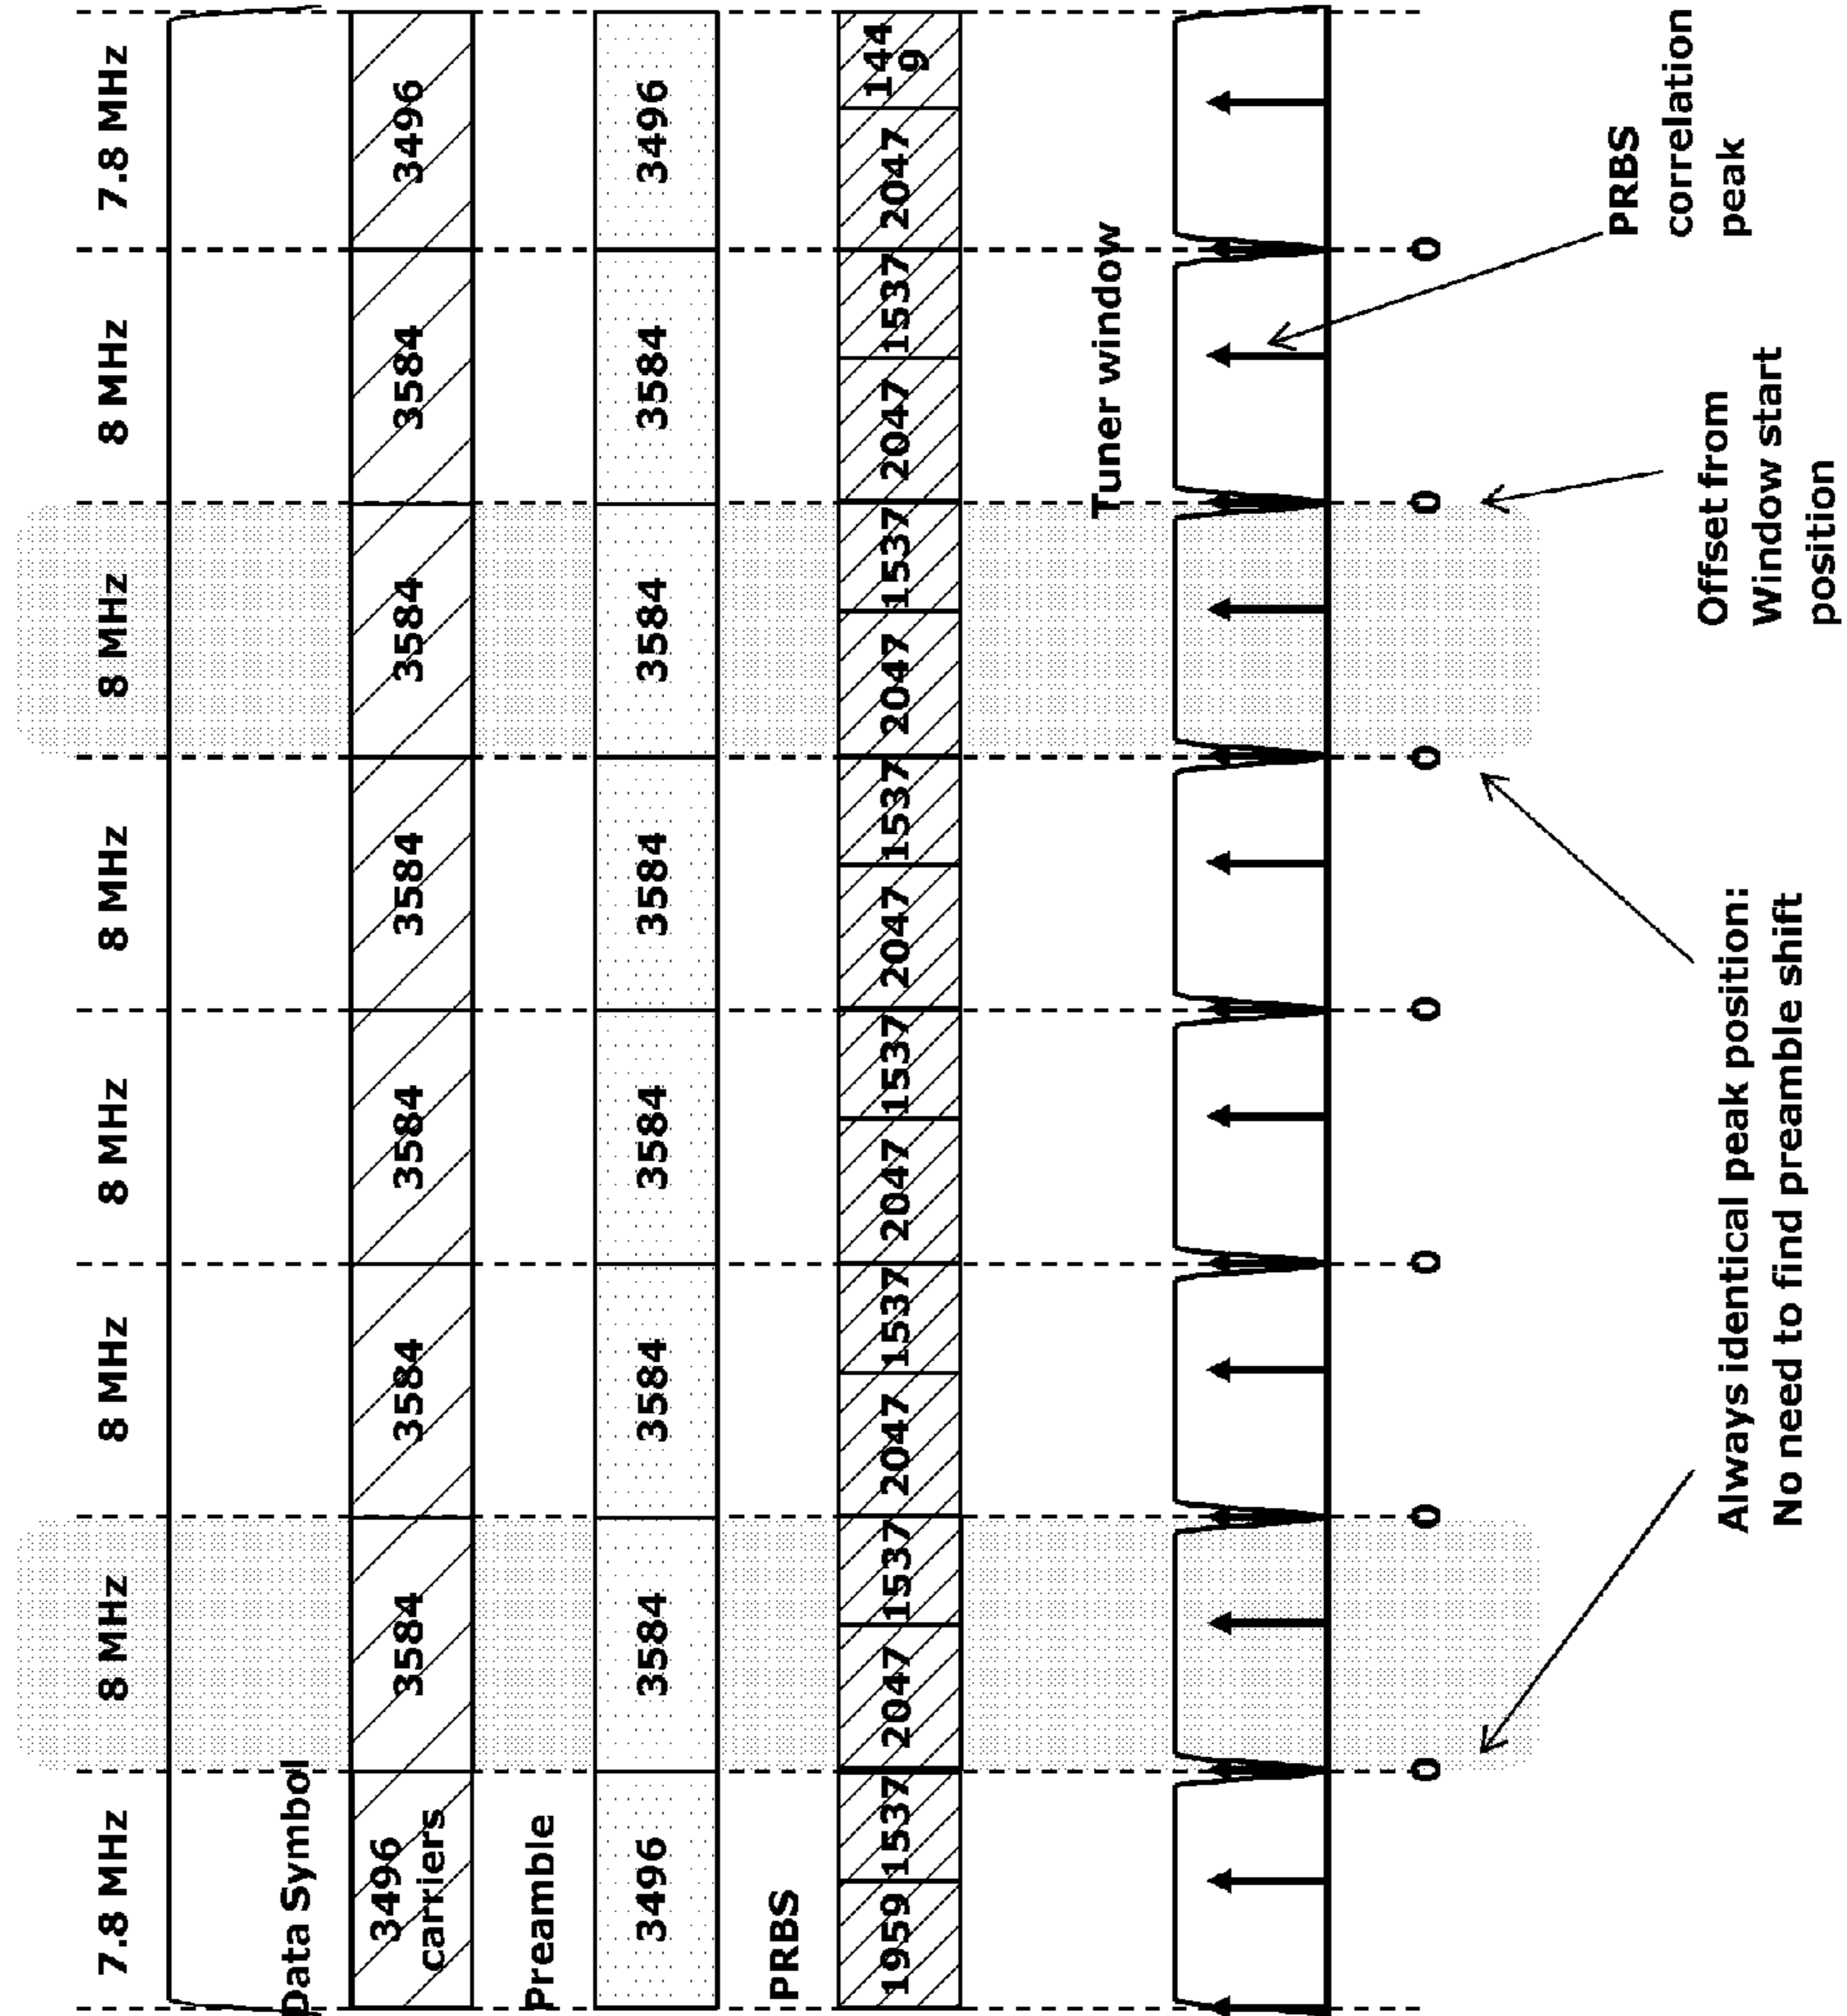 7.8 MHz 8 MHz 8 MHz 8 MHz 8 MHz 8 MHz 8 MHz 7.8 MHz
Data Symbol
3496 3584 3584 3584 3584 3584 3584 3496
carriers
Preamble
3496 3584 3584 3584 3584 3584 3584 3496
PRBS
1959 1537 2047 1537 2047 1537 2047 1537 2047 1537 2047 1537 2047 1537 2047 144
9
Tuner window
0 0 0 0 0 0 0
PRBS
correlation
peak
Offset from
Window start
position
Always identical peak position:
No need to find preamble shift